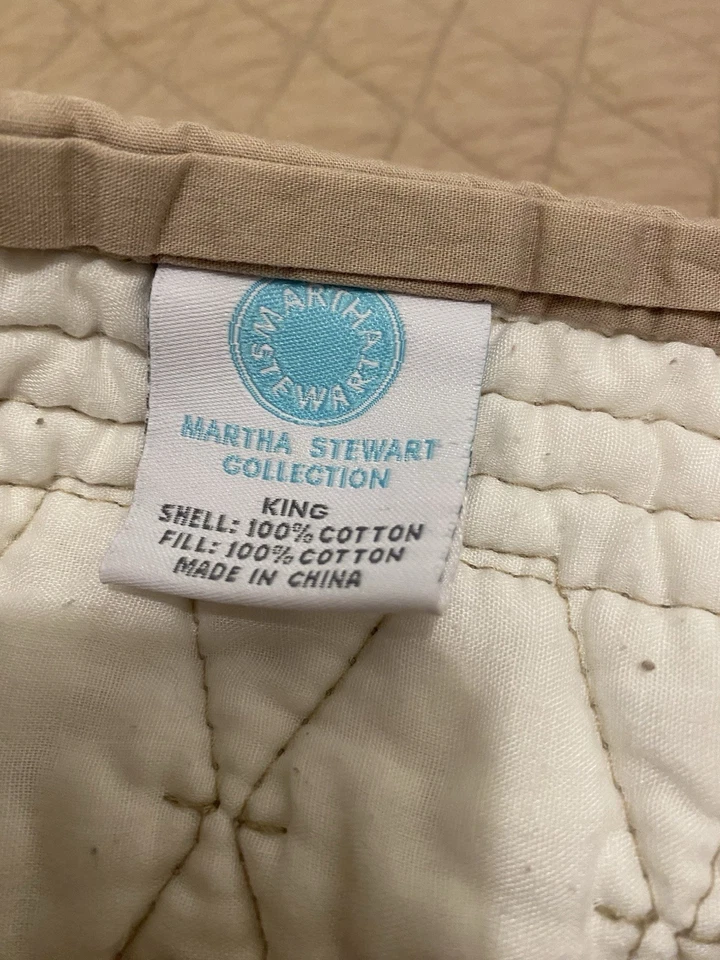 MARTHA
STEWART
MARTHA STEWART
COLLECTION
KING
SHELL: 100% COTTON
FILL: 100% COTTON
MADE IN CHINA